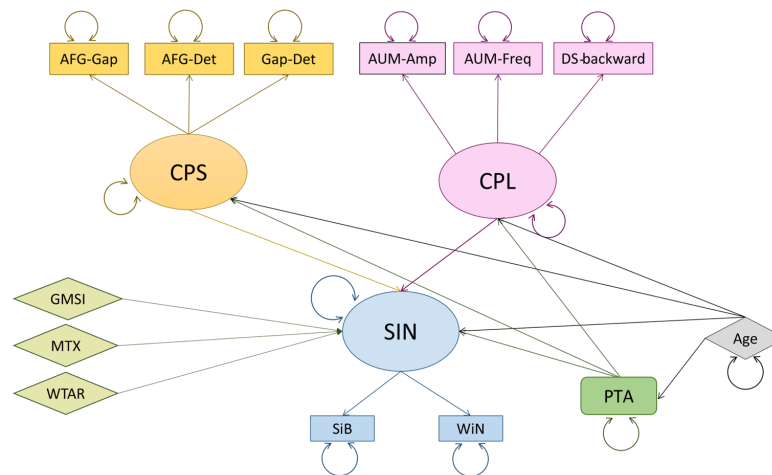 AFG-Gap
AFG-Det
Gap-Det
AUM-Amp
AUM-Freq
DS-backward
CPS
CPL
GMSI
MTX
WTAR
SIN
Age
PTA
SiB
WiN